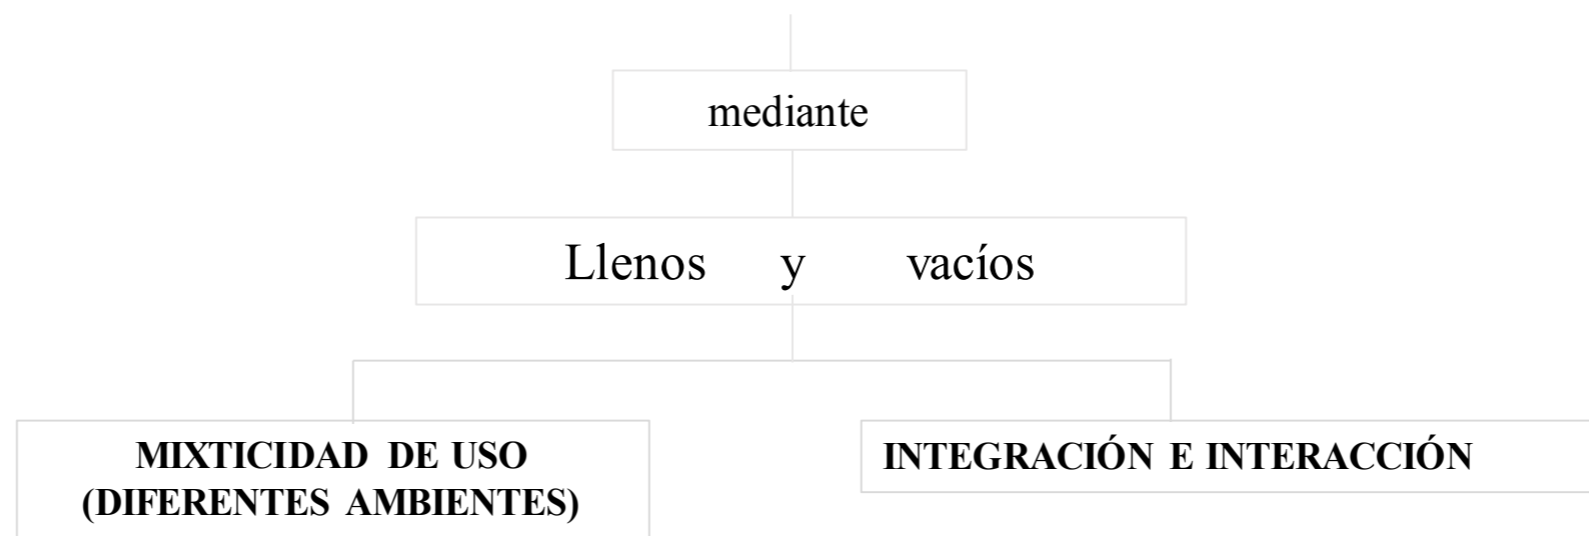 mediante
Llenos y vacíos
MIXTICIDAD DE USO
(DIFERENTES AMBIENTES)
INTEGRACIÓN E INTERACCIÓN